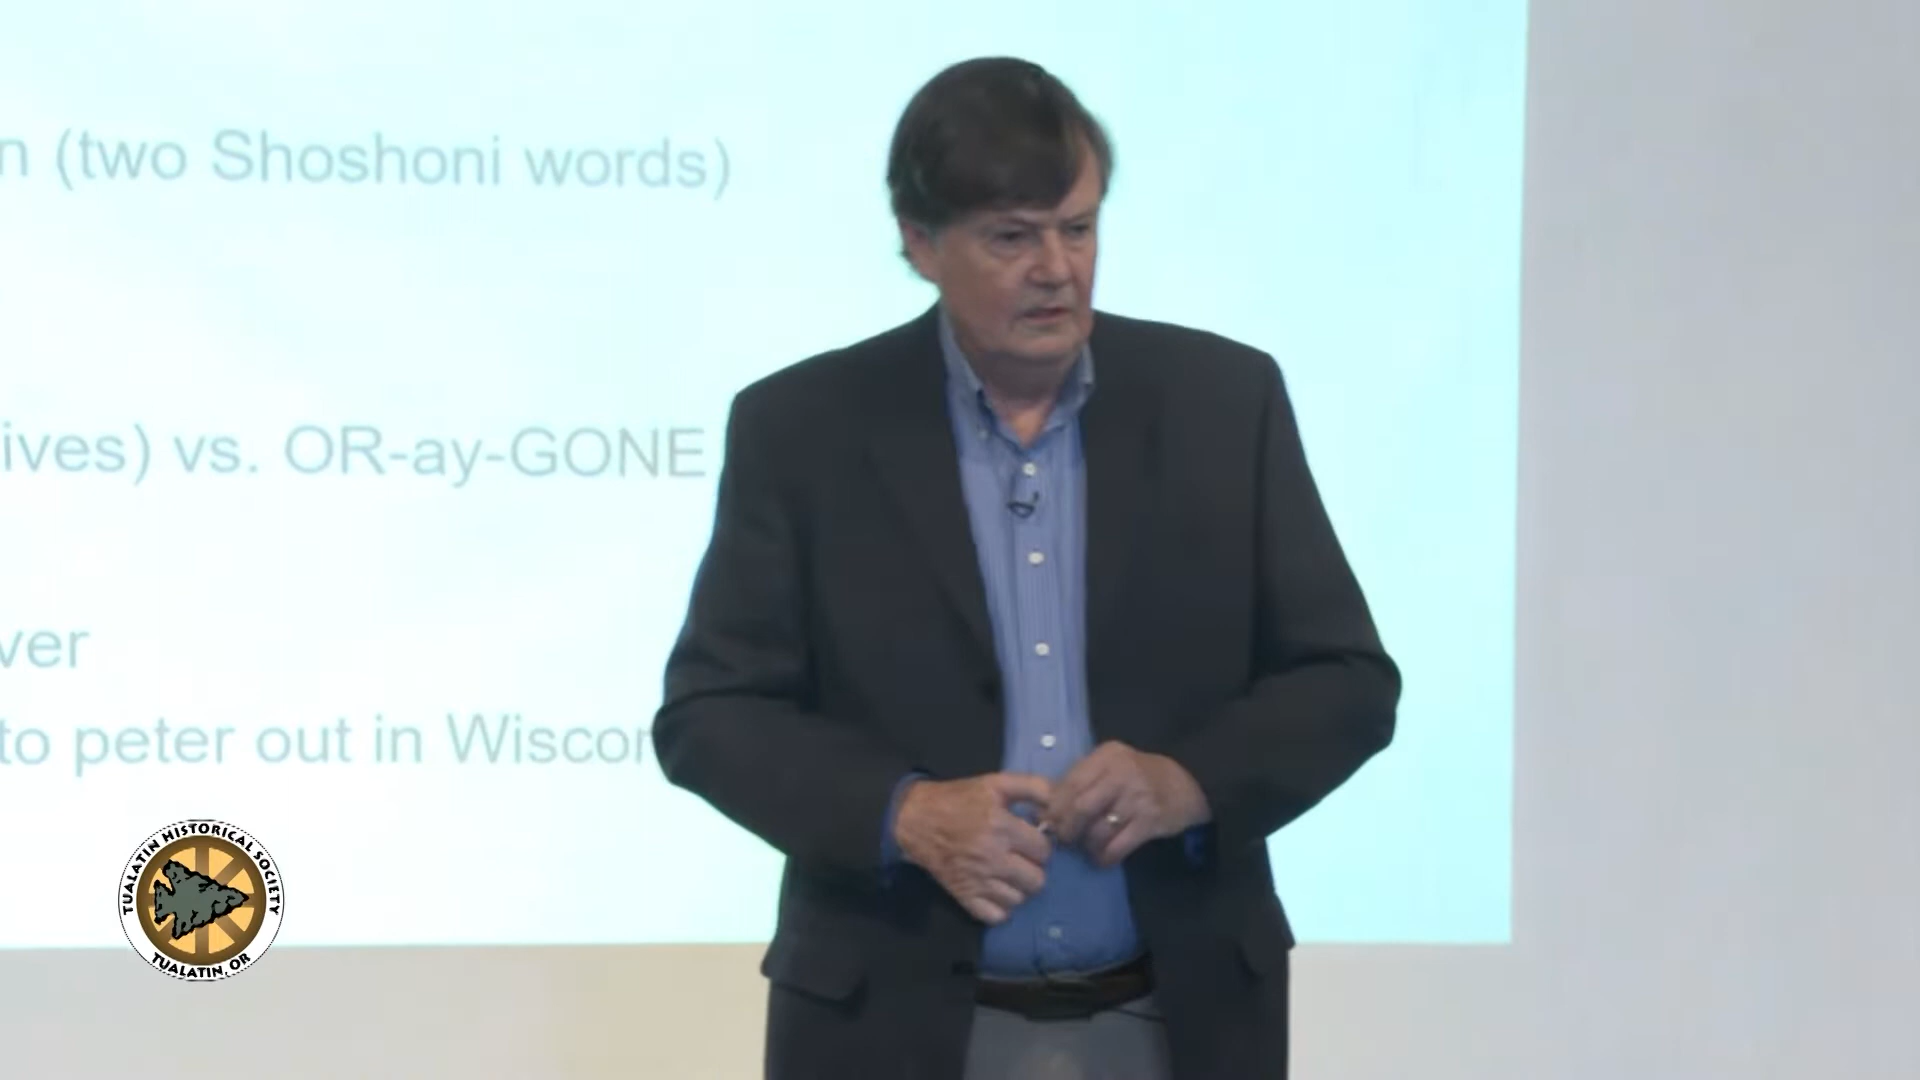 n (two Shoshoni words)
ives) vs. OR-ay-GONE
ver
to peter out in Wiscon
TUALATIN HISTORICAL SOCIETY
TUALATIN, OR